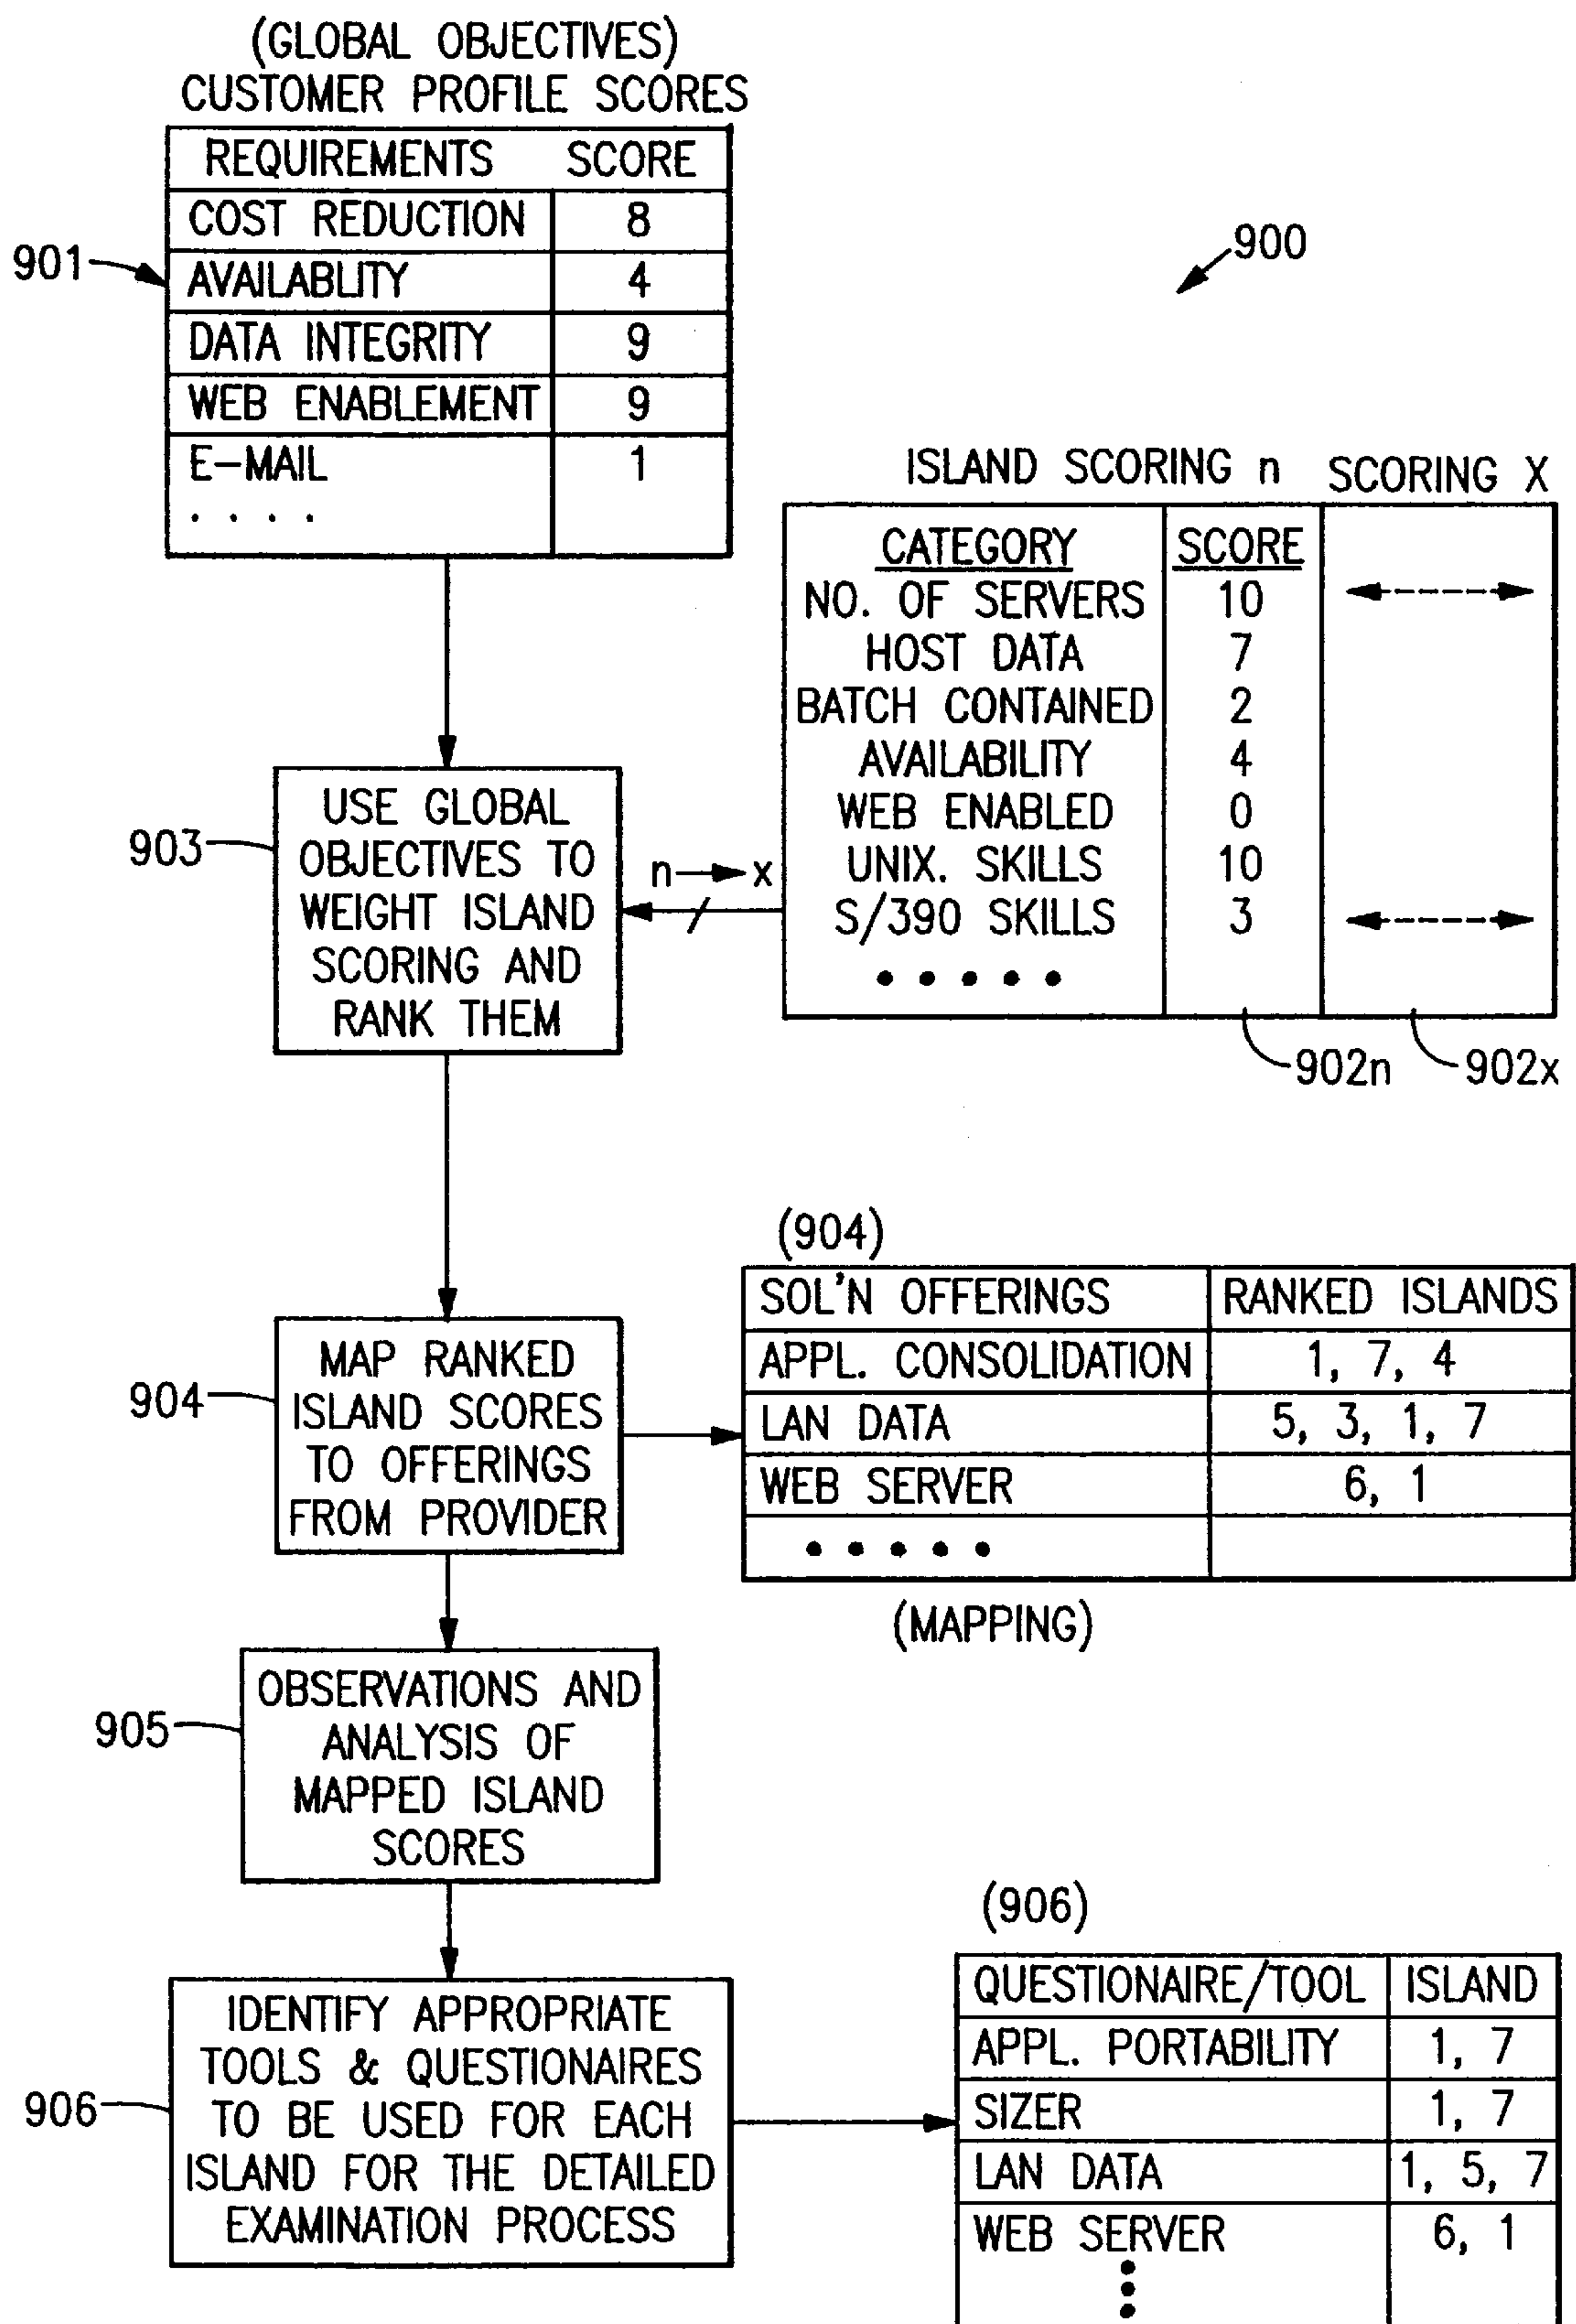 (GLOBAL OBJECTIVES)
CUSTOMER PROFILE SCORES
REQUIREMENTS SCORE
COST REDUCTION 8
AVAILABLITY 4
DATA INTEGRITY 9
WEB ENABLEMENT 9
E-MAIL 1
. . . .
901
900
ISLAND SCORING n SCORING X
CATEGORY SCORE
NO. OF SERVERS 10
HOST DATA 7
BATCH CONTAINED 2
AVAILABILITY 4
WEB ENABLED 0
UNIX. SKILLS 10
S/390 SKILLS 3
• • • • •
902n 902x
903
USE GLOBAL
OBJECTIVES TO
WEIGHT ISLAND
SCORING AND
RANK THEM
n x
904
MAP RANKED
ISLAND SCORES
TO OFFERINGS
FROM PROVIDER
(904)
SOL'N OFFERINGS RANKED ISLANDS
APPL. CONSOLIDATION 1, 7, 4
LAN DATA 5, 3, 1, 7
WEB SERVER 6, 1
• • • • •
(MAPPING)
905
OBSERVATIONS AND
ANALYSIS OF
MAPPED ISLAND
SCORES
906
IDENTIFY APPROPRIATE
TOOLS & QUESTIONAIRES
TO BE USED FOR EACH
ISLAND FOR THE DETAILED
EXAMINATION PROCESS
(906)
QUESTIONAIRE/TOOL ISLAND
APPL. PORTABILITY 1, 7
SIZER 1, 7
LAN DATA 1, 5, 7
WEB SERVER 6, 1